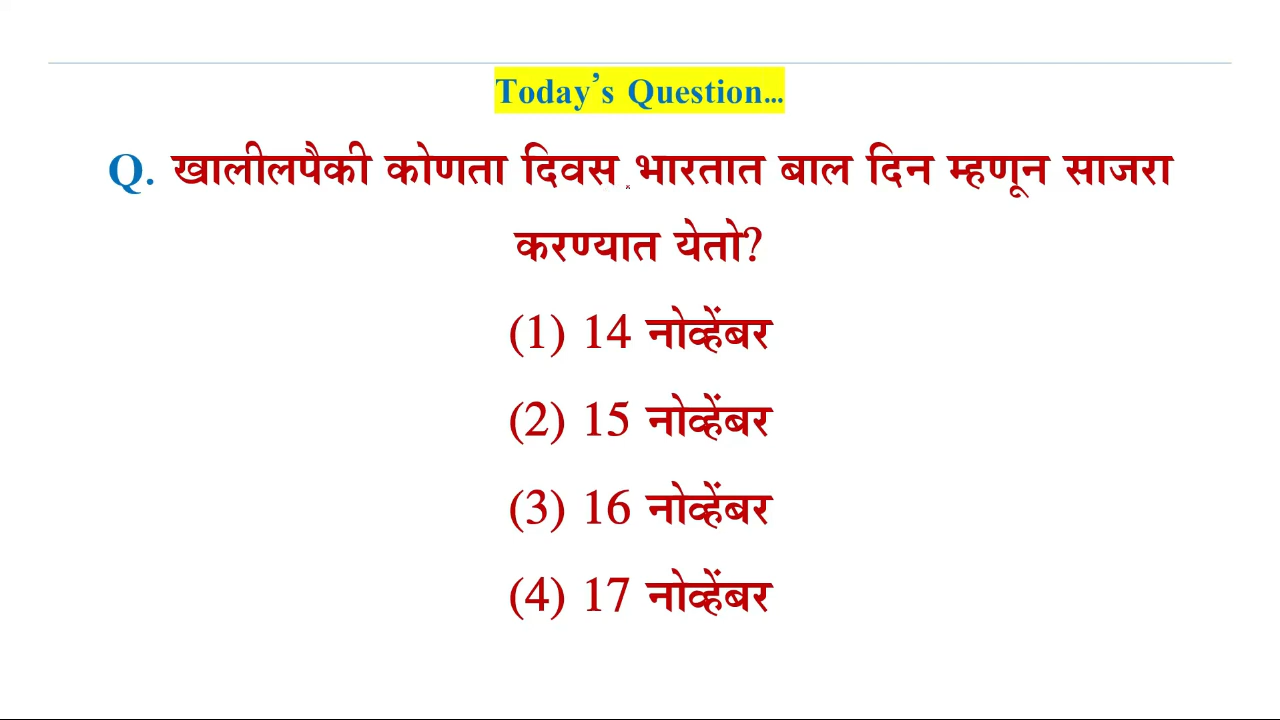 Today's Question...
Q. खालीलपैकी कोणता दिवस भारतात बाल दिन म्हणून साजरा
करण्यात येतो?
(1) 14 नोव्हेंबर
(2) 15 नोव्हेंबर
(3) 16 नोव्हेंबर
(4) 17 नोव्हेंबर